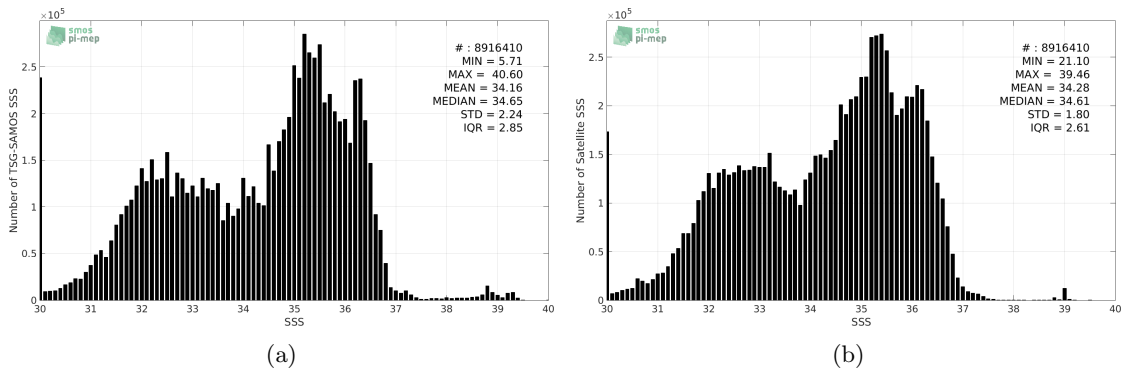 ×10^5
smos
pi-mep
# : 8916410
MIN = 5.71
MAX = 40.60
MEAN = 34.16
MEDIAN = 34.65
STD = 2.24
IQR = 2.85
Number of TSG-SAMOS SSS
2.5
2
1.5
1
0.5
0
30 31 32 33 34 35 36 37 38 39 40
SSS
(a)
×10^5
smos
pi-mep
# : 8916410
MIN = 21.10
MAX = 39.46
MEAN = 34.28
MEDIAN = 34.61
STD = 1.80
IQR = 2.61
Number of Satellite SSS
2.5
2
1.5
1
0.5
0
30 31 32 33 34 35 36 37 38 39 40
SSS
(b)